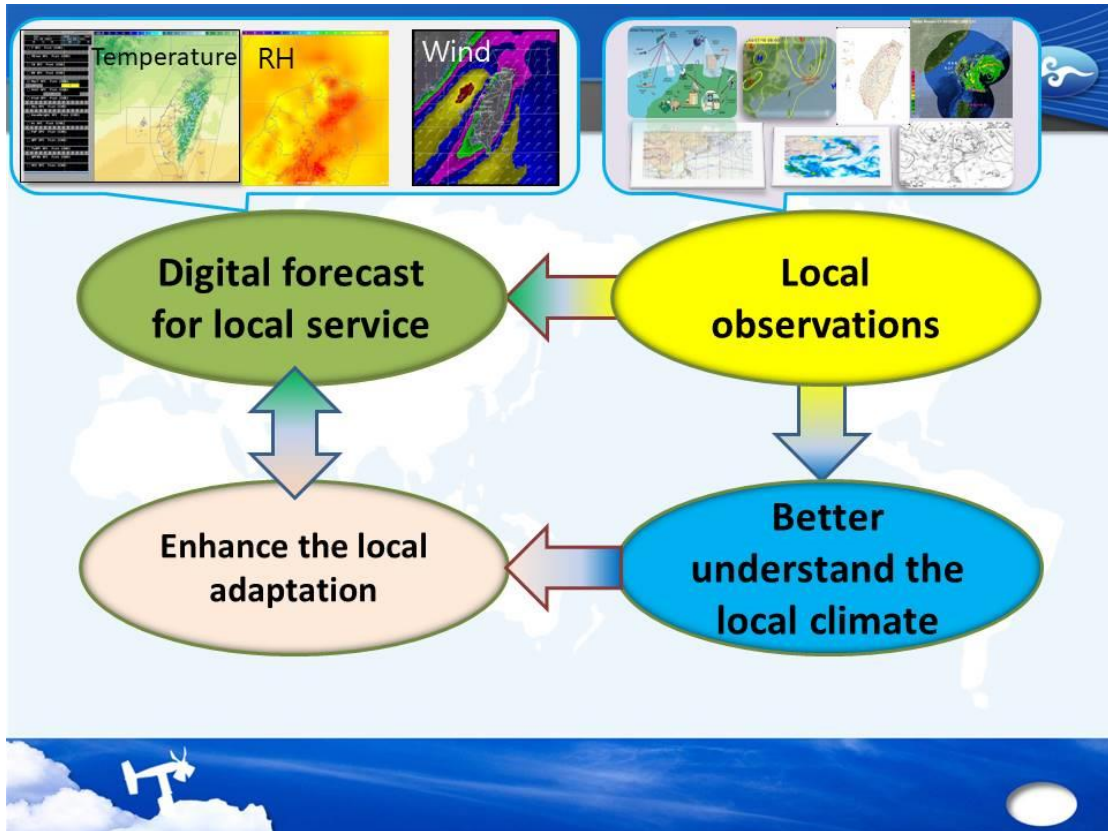 Temperature
RH
Wind
Digital forecast
for local service
Local
observations
Enhance the local
adaptation
Better
understand the
local climate